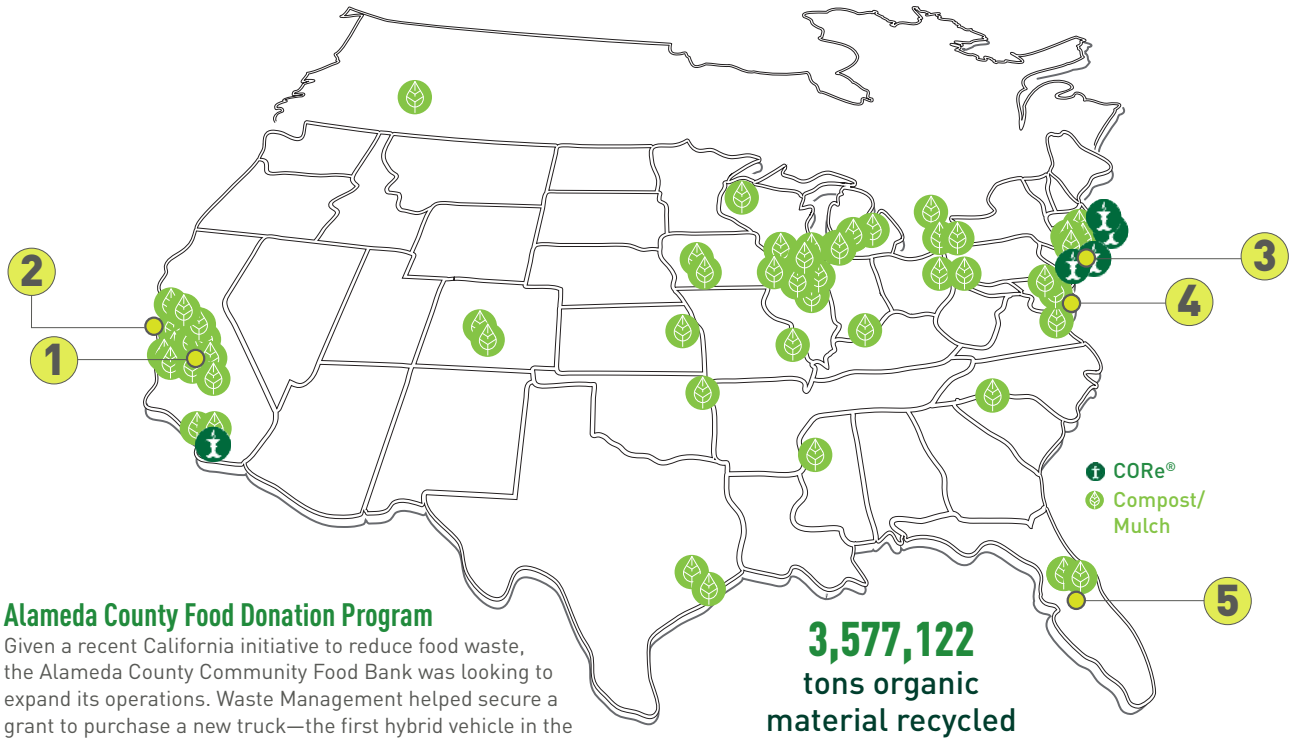 2
1
3
4
5
CORe®
Compost/
Mulch
Alameda County Food Donation Program
Given a recent California initiative to reduce food waste,
the Alameda County Community Food Bank was looking to
expand its operations. Waste Management helped secure a
grant to purchase a new truck—the first hybrid vehicle in the
3,577,122
tons organic
material recycled